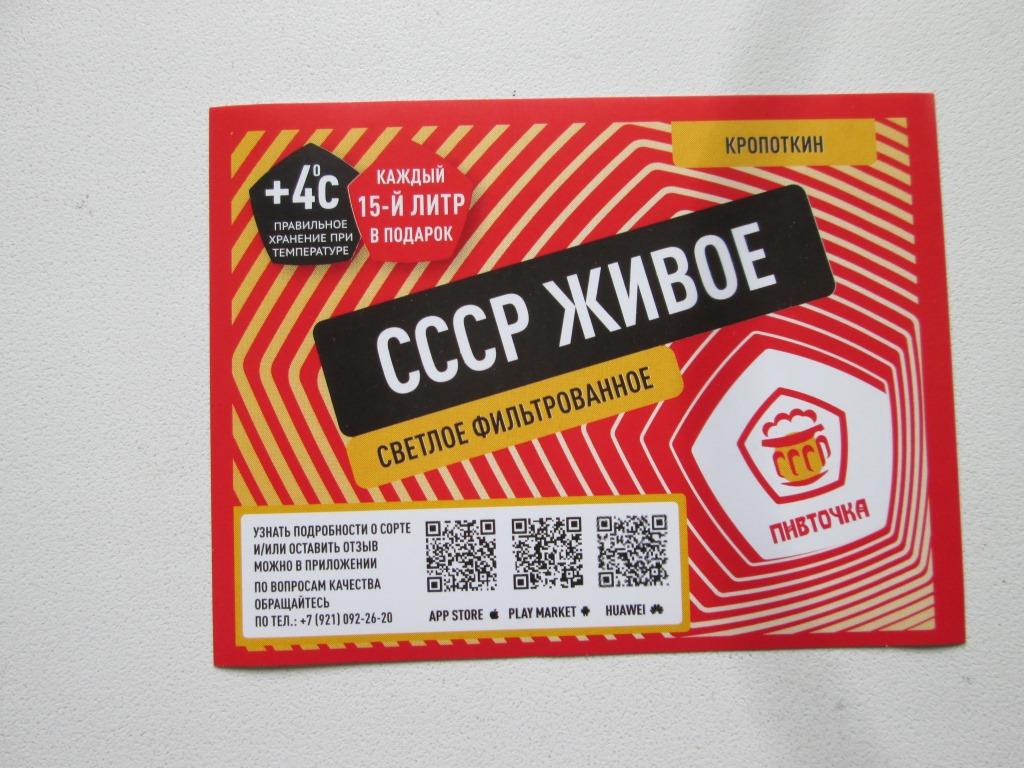 КРОПОТКИН
+4°С
ПРАВИЛЬНОЕ
ХРАНЕНИЕ ПРИ
ТЕМПЕРАТУРЕ
КАЖДЫЙ
15-Й ЛИТР
В ПОДАРОК
СССР ЖИВОЕ
СВЕТЛОЕ ФИЛЬТРОВАННОЕ
СССР
ПИВТОЧКА
УЗНАТЬ ПОДРОБНОСТИ О СОРТЕ
И/ИЛИ ОСТАВИТЬ ОТЗЫВ
МОЖНО В ПРИЛОЖЕНИИ
ПО ВОПРОСАМ КАЧЕСТВА
ОБРАЩАЙТЕСЬ
ПО ТЕЛ.: +7 (921) 092-26-20
APP STORE
PLAY MARKET
HUAWEI